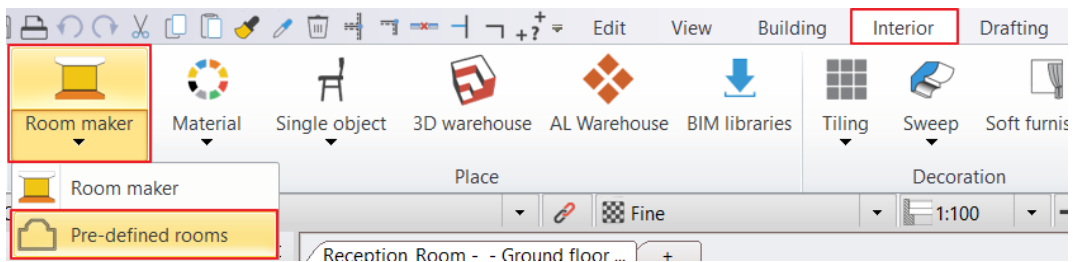 Edit View Building Interior Drafting
Room maker Material Single object 3D warehouse AL Warehouse BIM libraries Tiling Sweep Soft furnis
Place Decoration
Room maker
Fine 1:100
Pre-defined rooms
Reception Room - - Ground floor ... +